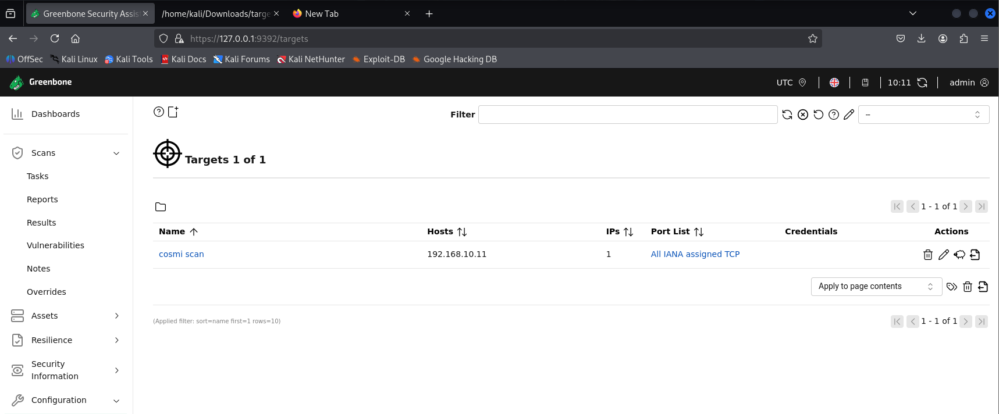 Greenbone Security Assis
/home/kali/Downloads/targe
New Tab
https://127.0.0.1:9392/targets
OffSec Kali Linux Kali Tools Kali Docs Kali Forums Kali NetHunter Exploit-DB Google Hacking DB
Greenbone
UTC 10:11 admin
Dashboards
Scans
Tasks
Reports
Results
Vulnerabilities
Notes
Overrides
Assets
Resilience
Security
Information
Configuration
Filter --
Targets 1 of 1
1 - 1 of 1
Name Hosts IPs Port List Credentials Actions
cosmi scan 192.168.10.11 1 All IANA assigned TCP
Apply to page contents
(Applied filter: sort=name first=1 rows=10) 1 - 1 of 1